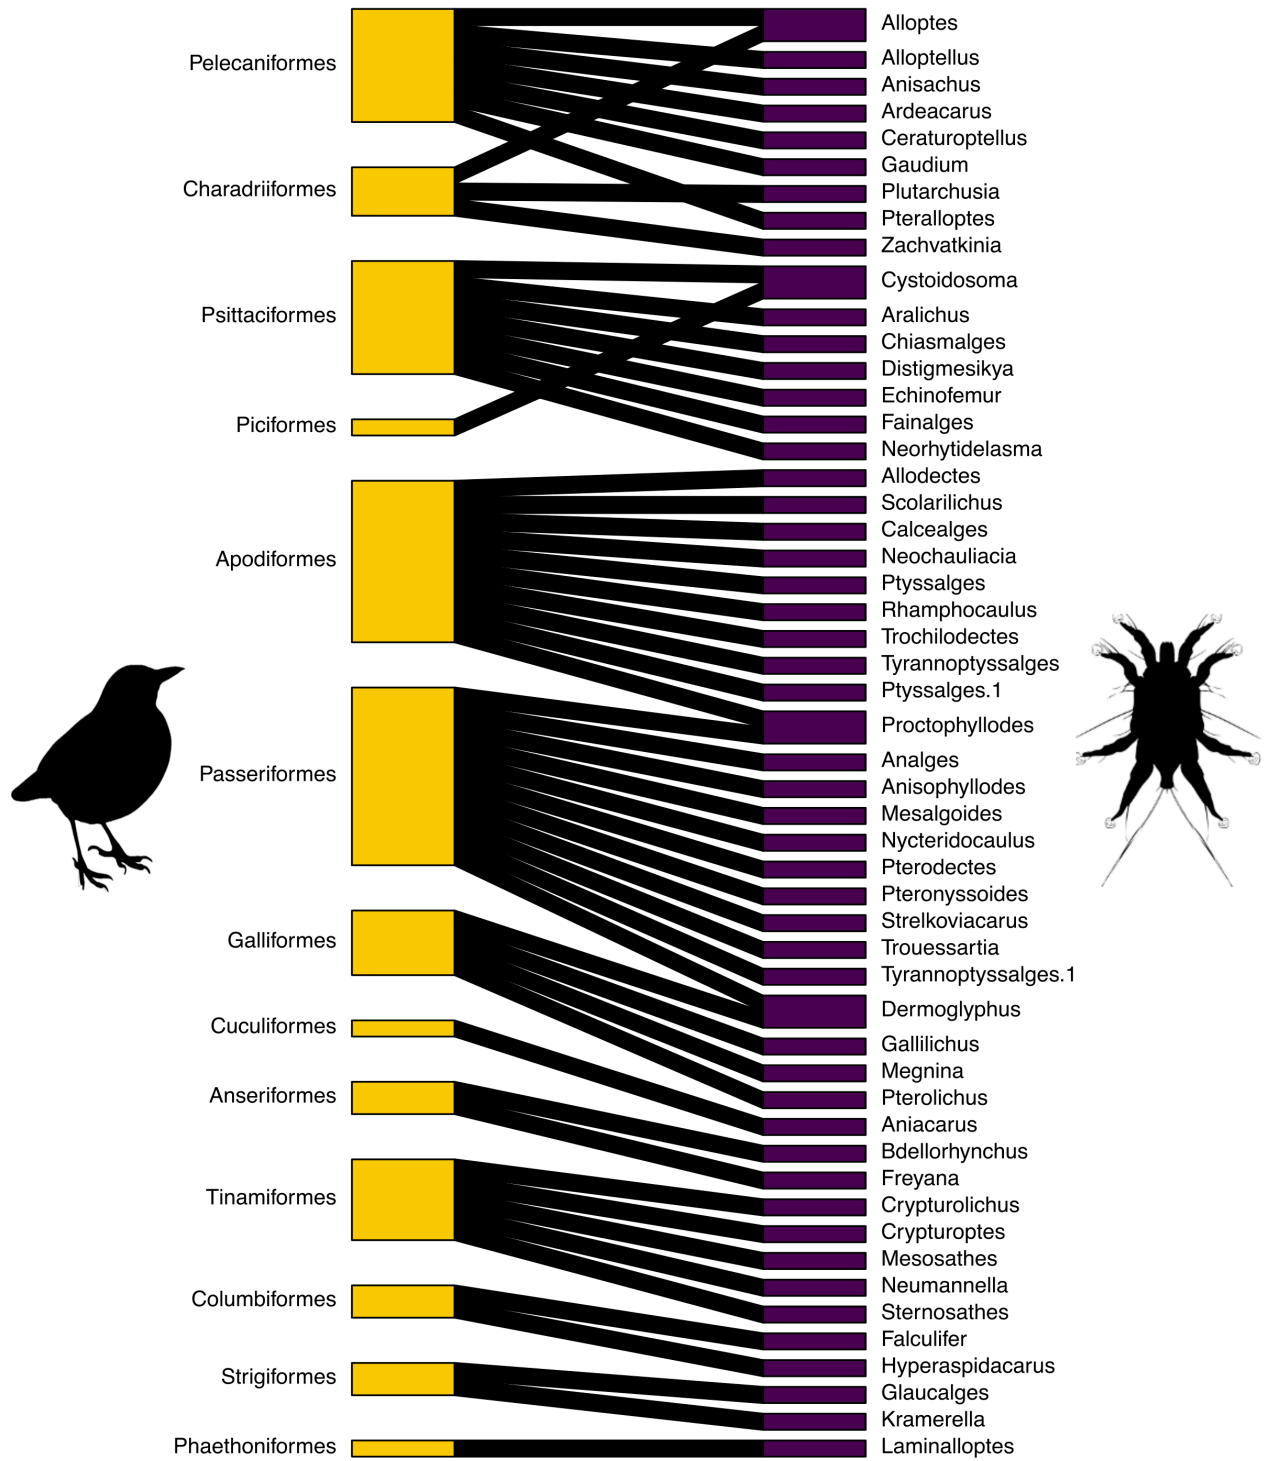 Pelecaniformes
Charadriiformes
Psittaciformes
Piciformes
Apodiformes
Passeriformes
Galliformes
Cuculiformes
Anseriformes
Tinamiformes
Columbiformes
Strigiformes
Phaethoniformes
Alloptes
Alloptellus
Anisachus
Ardeacarus
Ceraturoptellus
Gaudium
Plutarchusia
Pteralloptes
Zachvatkinia
Cystoidosoma
Aralichus
Chiasmalges
Distigmesikya
Echinofemur
Fainalges
Neorhytidelasma
Allodectes
Scolarilichus
Calcealges
Neochauliacia
Ptyssalges
Rhamphocaulus
Trochilodectes
Tyrannoptyssalges
Ptyssalges.1
Proctophyllodes
Analges
Anisophyllodes
Mesalgoides
Nycteridocaulus
Pterodectes
Pteronyssoides
Strelkoviacarus
Trouessartia
Tyrannoptyssalges.1
Dermoglyphus
Gallilichus
Megnina
Pterolichus
Aniacarus
Bdellorhynchus
Freyana
Crypturolichus
Crypturoptes
Mesosathes
Neumannella
Sternosathes
Falculifer
Hyperaspidacarus
Glaucalges
Kramerella
Laminalloptes